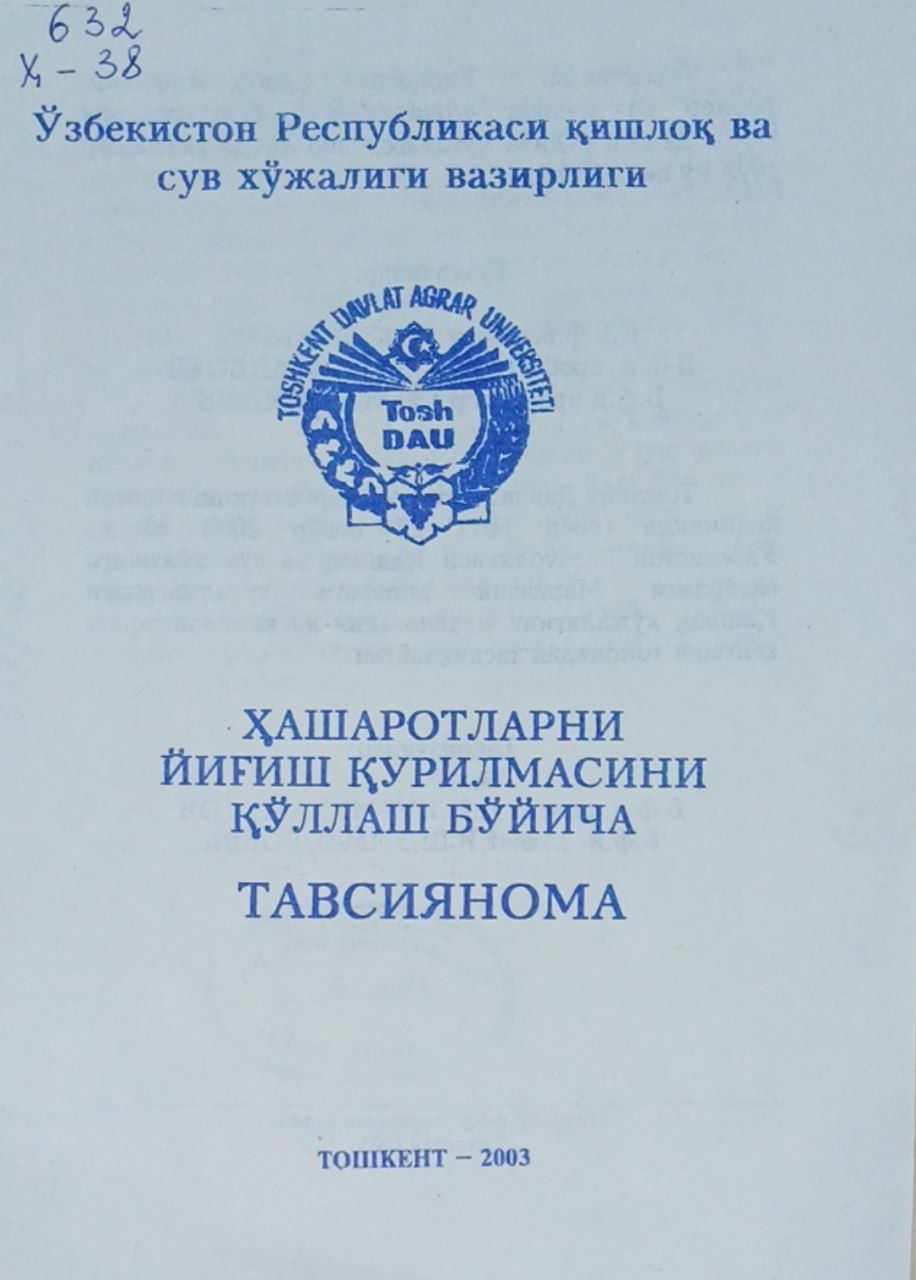 632
Ҳ - 38
Ўзбекистон Республикаси қишлоқ ва
сув хўжалиги вазирлиги
TOSHKENT DAVLAT AGRAR UNIVERSITETI
Tosh
DAU
ҲАШАРОТЛАРНИ
ЙИҒИШ ҚУРИЛМАСИНИ
ҚЎЛЛАШ БЎЙИЧА
ТАВСИЯНОМА
ТОШКЕНТ – 2003